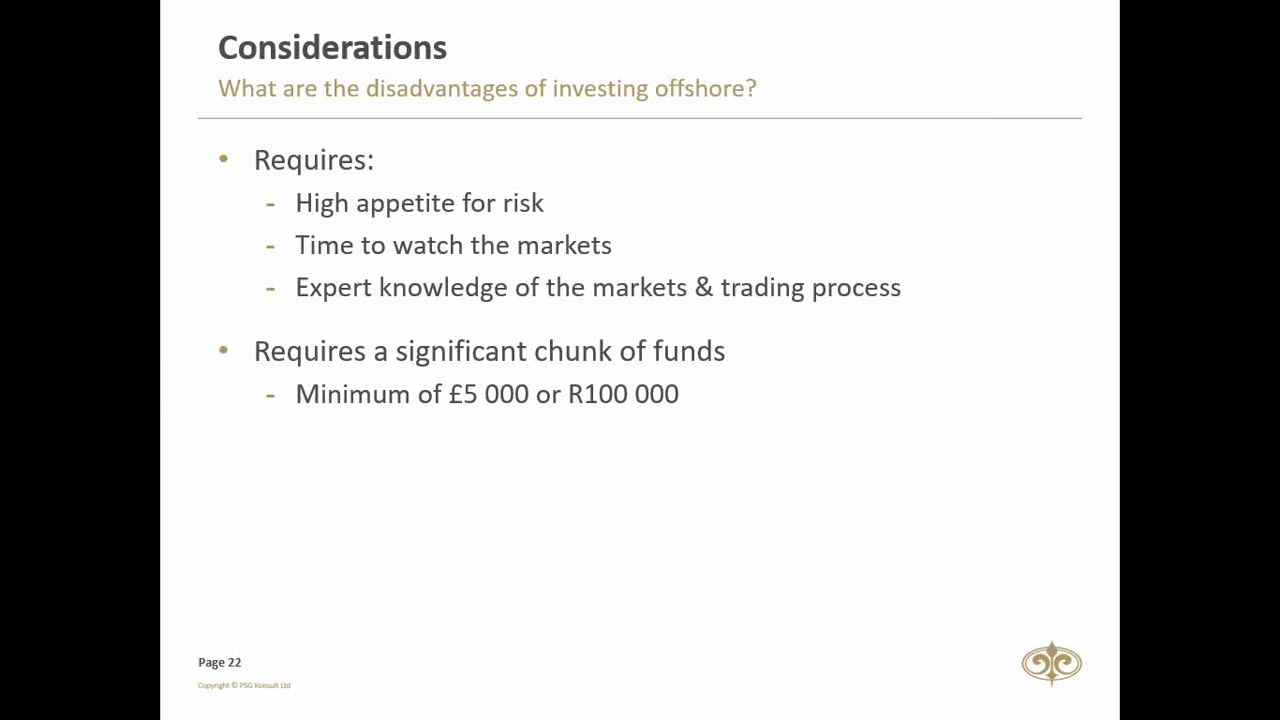 Considerations
What are the disadvantages of investing offshore?
• Requires:
- High appetite for risk
- Time to watch the markets
- Expert knowledge of the markets & trading process
• Requires a significant chunk of funds
- Minimum of £5 000 or R100 000
Page 22
Copyright © PSG Konsult Ltd